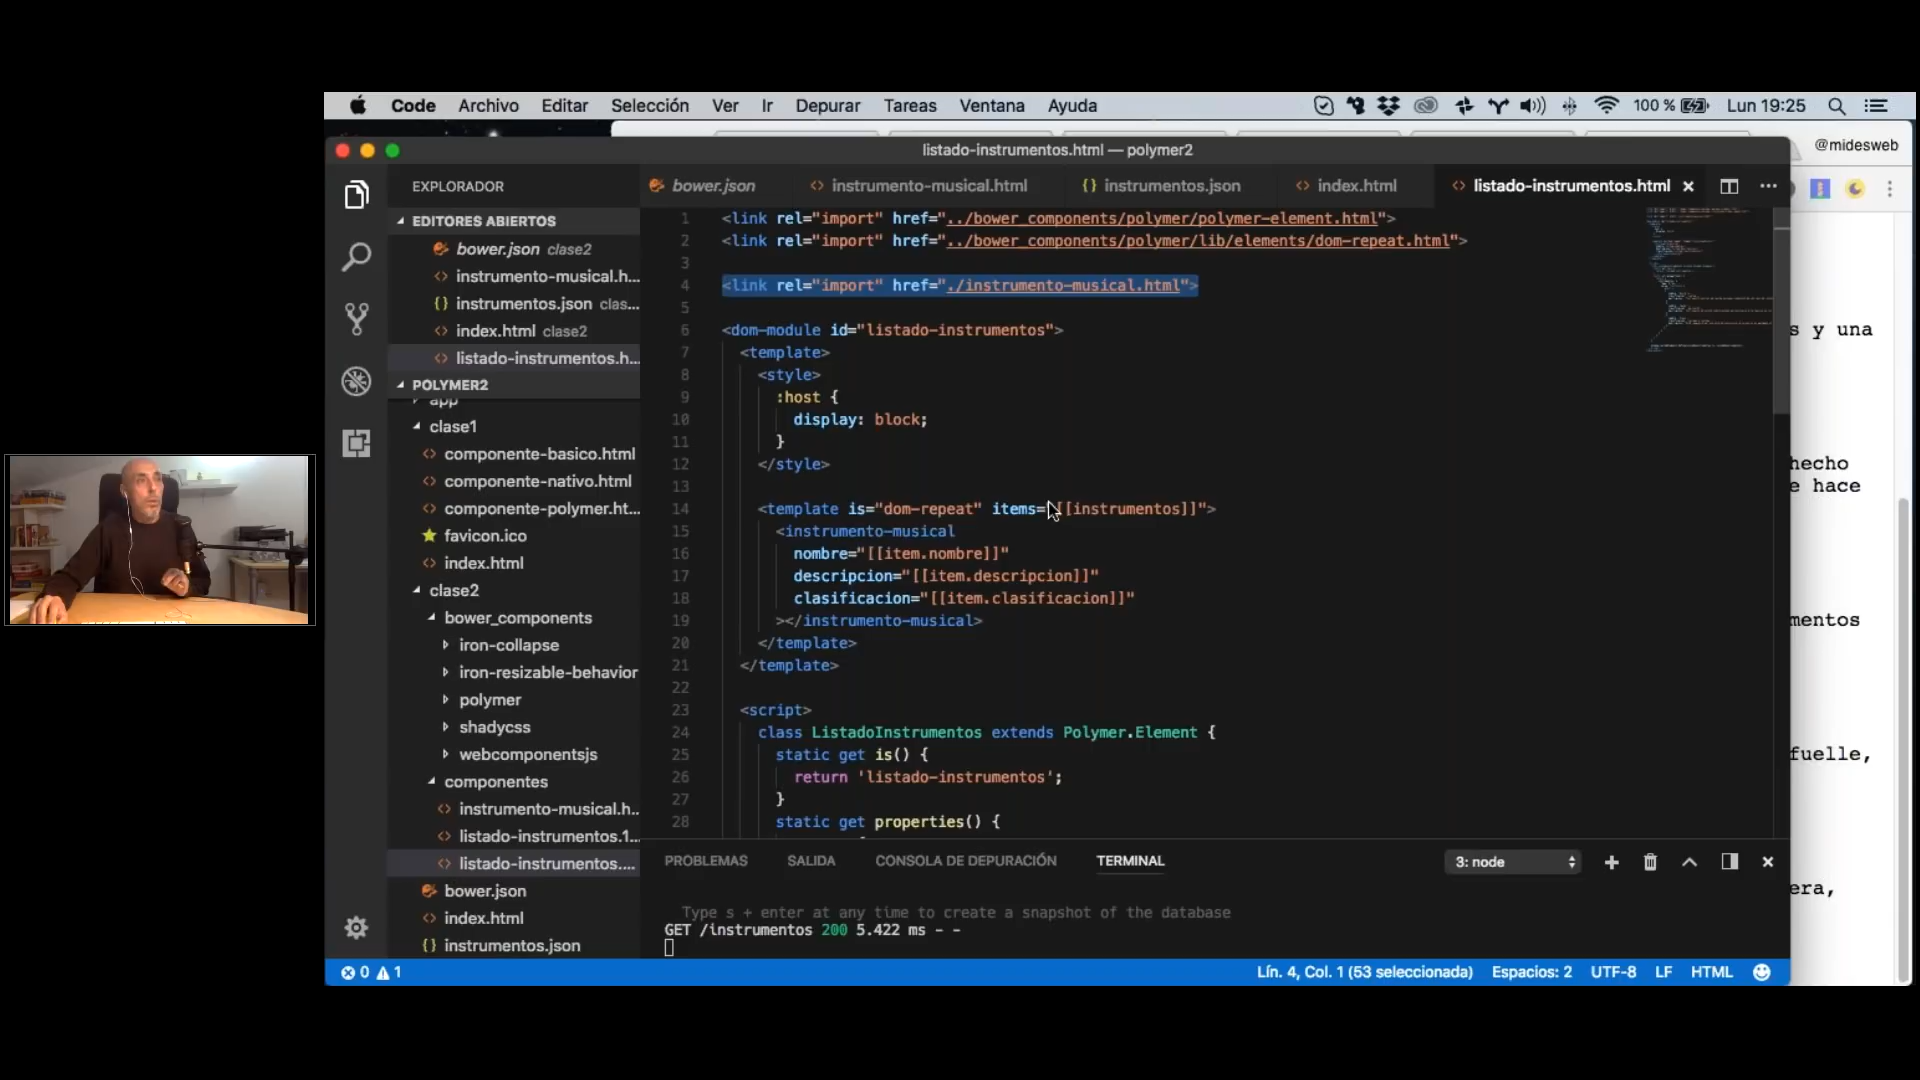 Code Archivo Editar Selección Ver Ir Depurar Tareas Ventana Ayuda 100 % Lun 19:25
@midesweb
listado-instrumentos.html — polymer2
EXPLORADOR
bower.json instrumento-musical.html instrumentos.json index.html listado-instrumentos.html
EDITORES ABIERTOS
bower.json clase2
instrumento-musical.h...
instrumentos.json clas...
index.html clase2
listado-instrumentos.h...
POLYMER2
app
clase1
componente-basico.html
componente-nativo.html
componente-polymer.ht...
favicon.ico
index.html
clase2
bower_components
iron-collapse
iron-resizable-behavior
polymer
shadycss
webcomponentsjs
componentes
instrumento-musical.h...
listado-instrumentos.1...
listado-instrumentos....
bower.json
index.html
instrumentos.json
1 <link rel="import" href="../bower_components/polymer/polymer-element.html">
2 <link rel="import" href="../bower_components/polymer/lib/elements/dom-repeat.html">
3
4 <link rel="import" href="./instrumento-musical.html">
5
6 <dom-module id="listado-instrumentos">
7 <template>
8 <style>
9 :host {
10 display: block;
11 }
12 </style>
13
14 <template is="dom-repeat" items="[[instrumentos]]">
15 <instrumento-musical
16 nombre="[[item.nombre]]"
17 descripcion="[[item.descripcion]]"
18 clasificacion="[[item.clasificacion]]"
19 ></instrumento-musical>
20 </template>
21 </template>
22
23 <script>
24 class ListadoInstrumentos extends Polymer.Element {
25 static get is() {
26 return 'listado-instrumentos';
27 }
28 static get properties() {
s y una
hecho
e hace
mentos
fuelle,
era,
PROBLEMAS SALIDA CONSOLA DE DEPURACIÓN TERMINAL 3: node
Type s + enter at any time to create a snapshot of the database
GET /instrumentos 200 5.422 ms - -
0 1 Lín. 4, Col. 1 (53 seleccionada) Espacios: 2 UTF-8 LF HTML